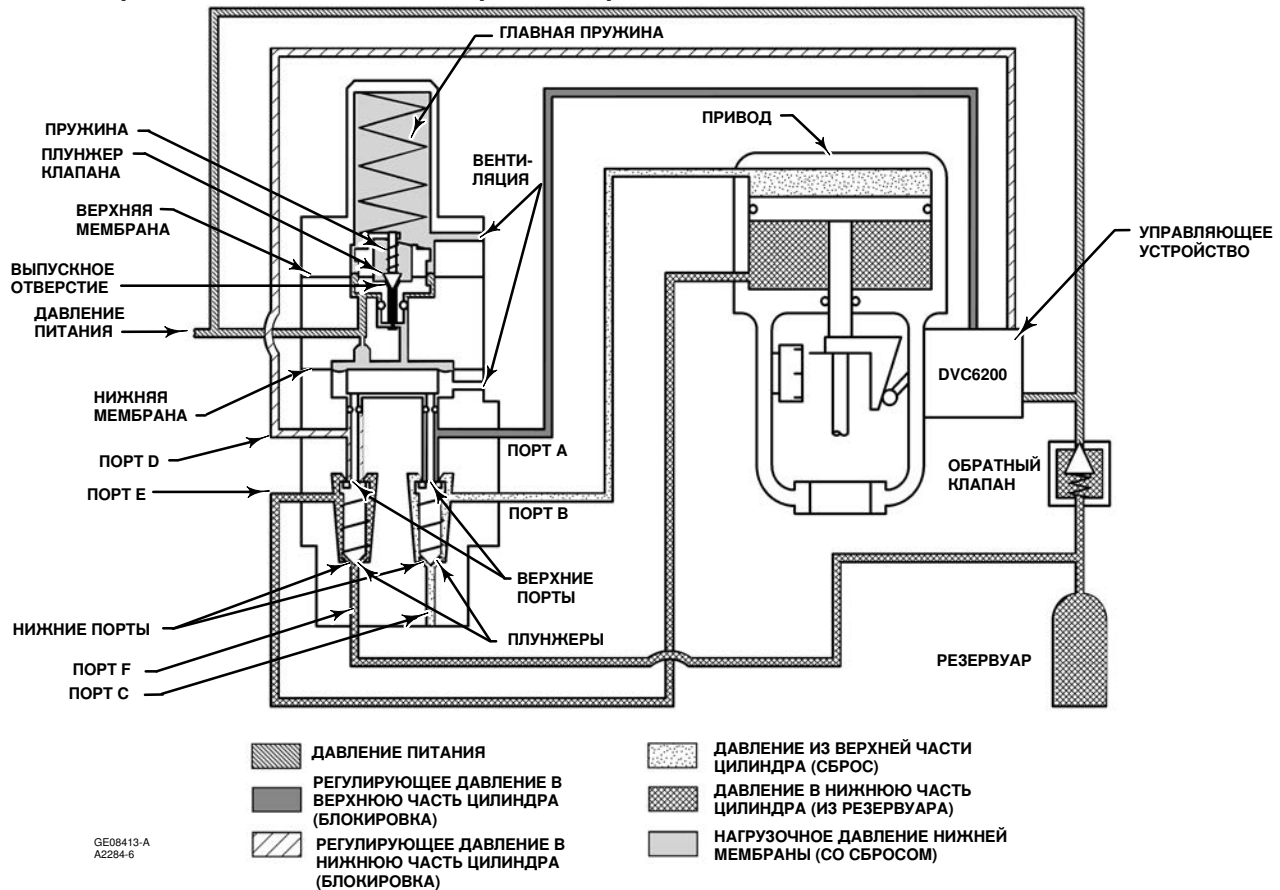 ГЛАВНАЯ ПРУЖИНА
ПРИВОД
ПРУЖИНА
ПЛУНЖЕР
КЛАПАНА
ВЕРХНЯЯ
МЕМБРАНА
ВЫПУСКНОЕ
ОТВЕРСТИЕ
ДАВЛЕНИЕ
ПИТАНИЯ
ВЕНТИ-
ЛЯЦИЯ
УПРАВЛЯЮЩЕЕ
УСТРОЙСТВО
DVC6200
НИЖНЯЯ
МЕМБРАНА
ПОРТ D
ПОРТ E
ПОРТ A
ПОРТ B
ОБРАТНЫЙ
КЛАПАН
ВЕРХНИЕ
ПОРТЫ
НИЖНИЕ ПОРТЫ
ПЛУНЖЕРЫ
ПОРТ F
ПОРТ C
РЕЗЕРВУАР
ДАВЛЕНИЕ ПИТАНИЯ
РЕГУЛИРУЮЩЕЕ ДАВЛЕНИЕ В
ВЕРХНЮЮ ЧАСТЬ ЦИЛИНДРА
(БЛОКИРОВКА)
РЕГУЛИРУЮЩЕЕ ДАВЛЕНИЕ В
НИЖНЮЮ ЧАСТЬ ЦИЛИНДРА
(БЛОКИРОВКА)
ДАВЛЕНИЕ ИЗ ВЕРХНЕЙ ЧАСТИ
ЦИЛИНДРА (СБРОС)
ДАВЛЕНИЕ В НИЖНЮЮ ЧАСТЬ
ЦИЛИНДРА (ИЗ РЕЗЕРВУАРА)
НАГРУЗОЧНОЕ ДАВЛЕНИЕ НИЖНЕЙ
МЕМБРАНЫ (СО СБРОСОМ)
GE08413-A
A2284-6